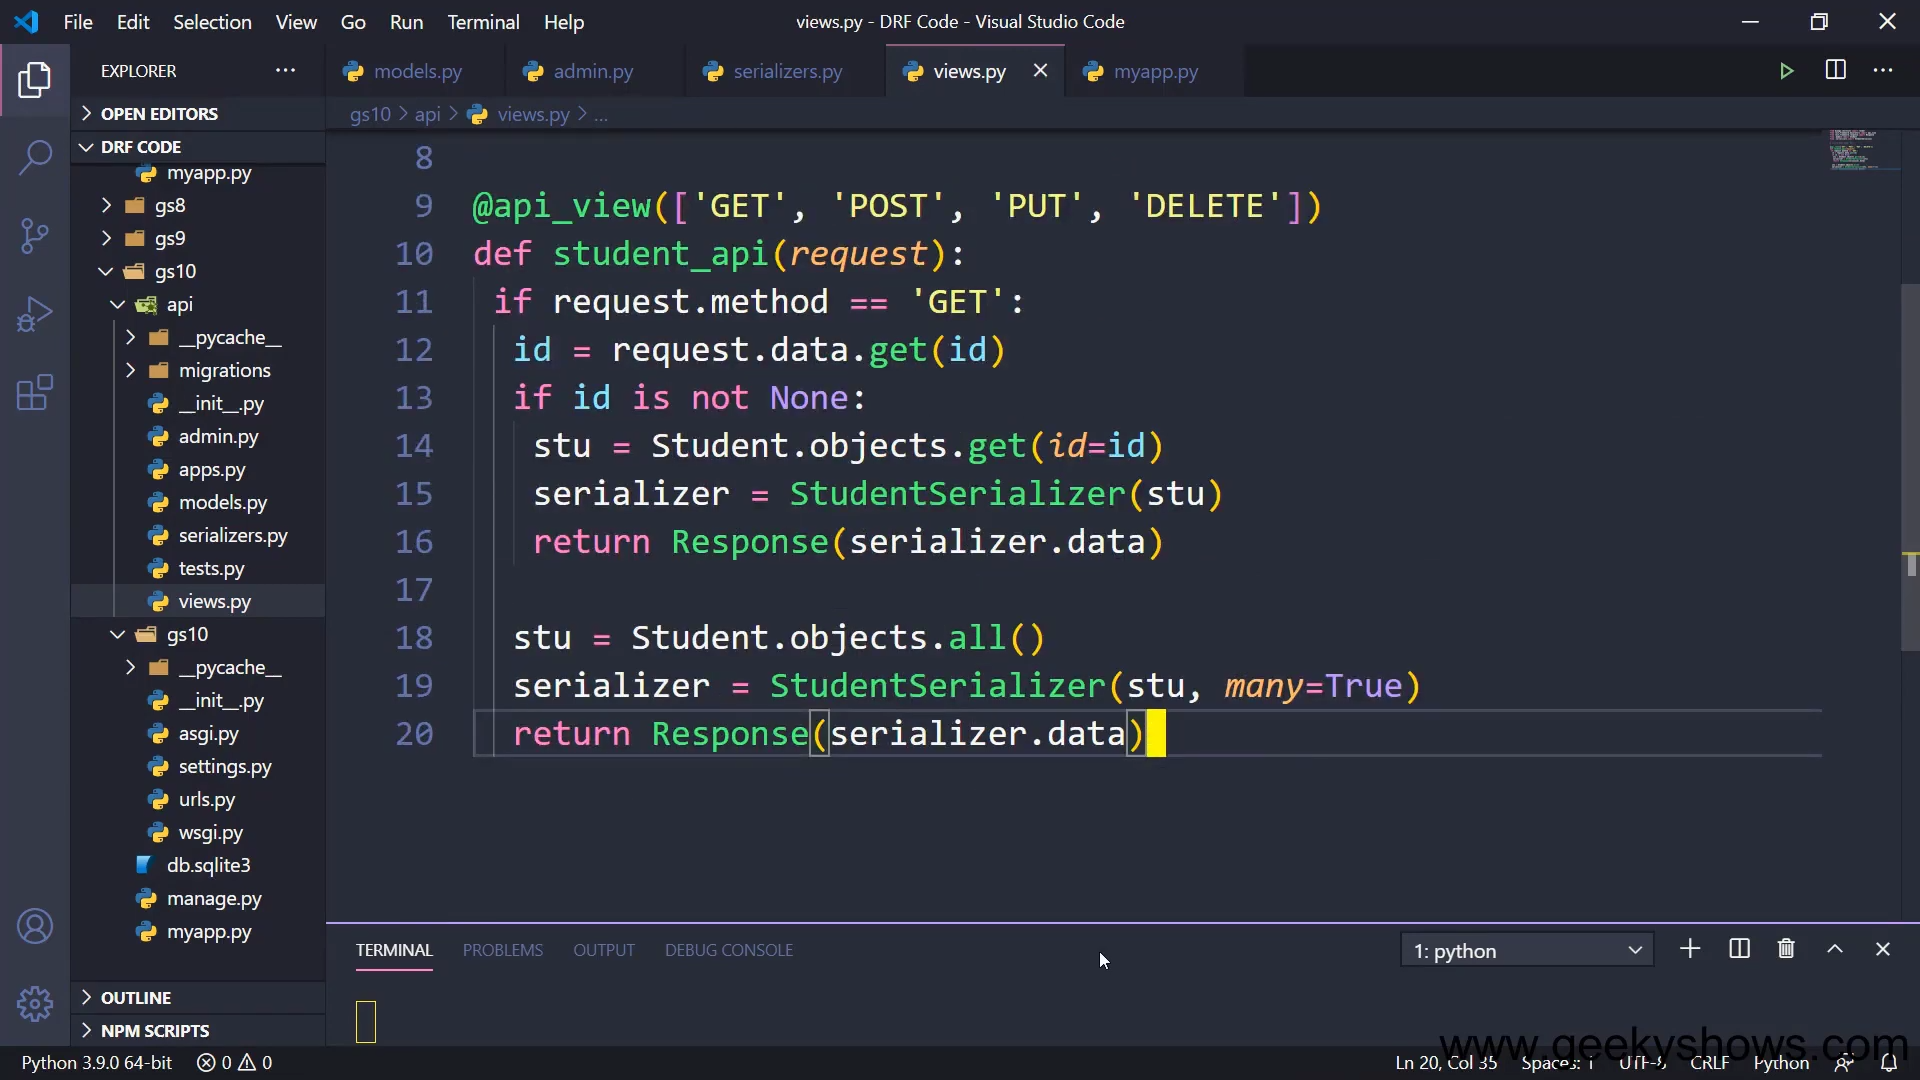 File Edit Selection View Go Run Terminal Help
views.py - DRF Code - Visual Studio Code
EXPLORER
models.py admin.py serializers.py views.py myapp.py
OPEN EDITORS
gs10 > api > views.py > ...
DRF CODE
myapp.py
gs8
gs9
gs10
api
__pycache__
migrations
__init__.py
admin.py
apps.py
models.py
serializers.py
tests.py
views.py
gs10
__pycache__
__init__.py
asgi.py
settings.py
urls.py
wsgi.py
db.sqlite3
manage.py
myapp.py
OUTLINE
NPM SCRIPTS
8
9 @api_view(['GET', 'POST', 'PUT', 'DELETE'])
10 def student_api(request):
11 if request.method == 'GET':
12 id = request.data.get(id)
13 if id is not None:
14 stu = Student.objects.get(id=id)
15 serializer = StudentSerializer(stu)
16 return Response(serializer.data)
17
18 stu = Student.objects.all()
19 serializer = StudentSerializer(stu, many=True)
20 return Response(serializer.data)
TERMINAL PROBLEMS OUTPUT DEBUG CONSOLE 1: python
www.geekyshows.com
Python 3.9.0 64-bit 0 0 Ln 20, Col 35 Spaces: 1 UTF-8 CRLF Python